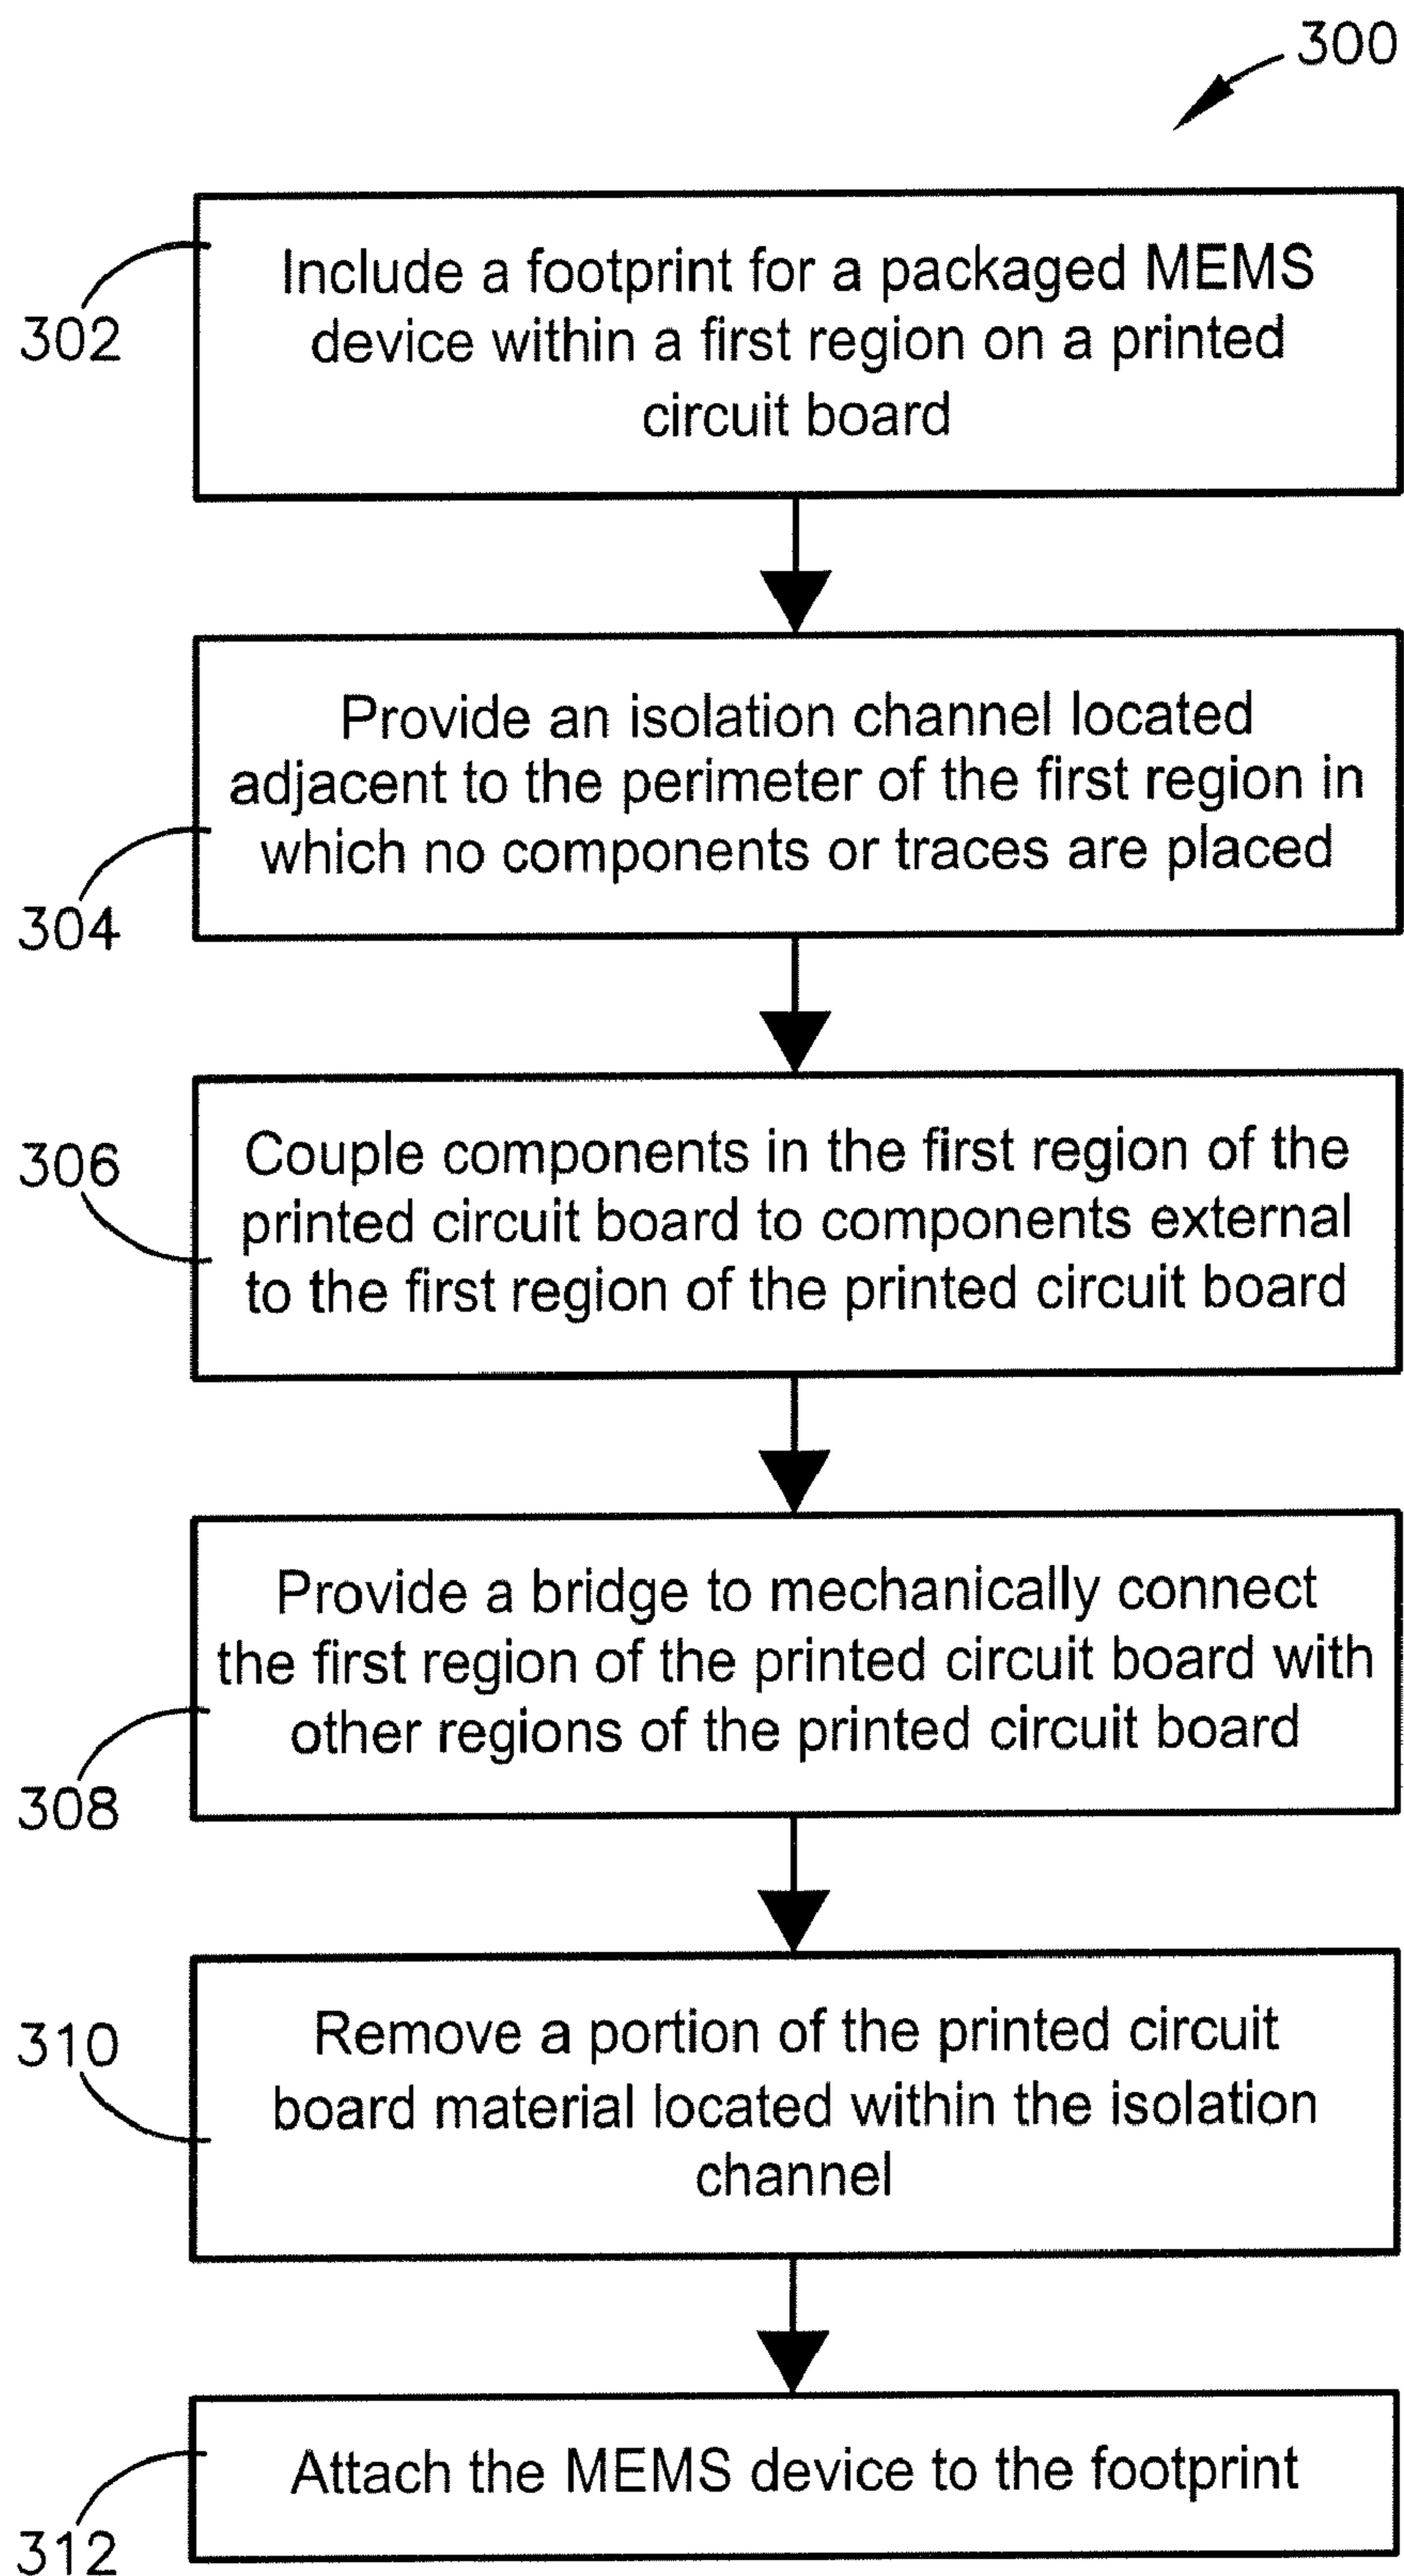 300
302
Include a footprint for a packaged MEMS
device within a first region on a printed
circuit board
304
Provide an isolation channel located
adjacent to the perimeter of the first region in
which no components or traces are placed
306
Couple components in the first region of the
printed circuit board to components external
to the first region of the printed circuit board
308
Provide a bridge to mechanically connect
the first region of the printed circuit board with
other regions of the printed circuit board
310
Remove a portion of the printed circuit
board material located within the isolation
channel
312
Attach the MEMS device to the footprint